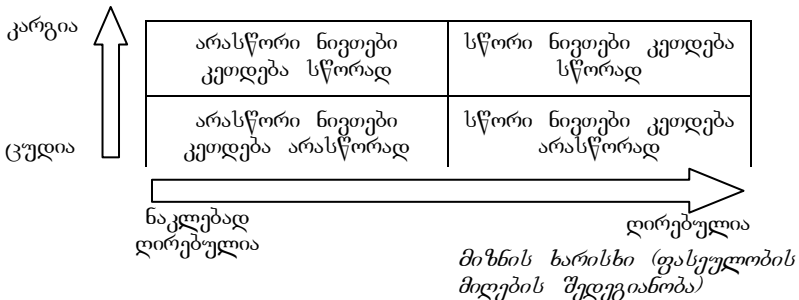 კარგია
არასწორი ნივთები
კეთდება სწორად
სწორი ნივთები კეთდება
სწორად
ცუდია
არასწორი ნივთები
კეთდება არასწორად
სწორი ნივთები კეთდება
არასწორად
ნაკლებად
ღირებულია
ღირებულია
მიზნის ხარისხი (ფასეულობის
მიღების შედეგიანობა)